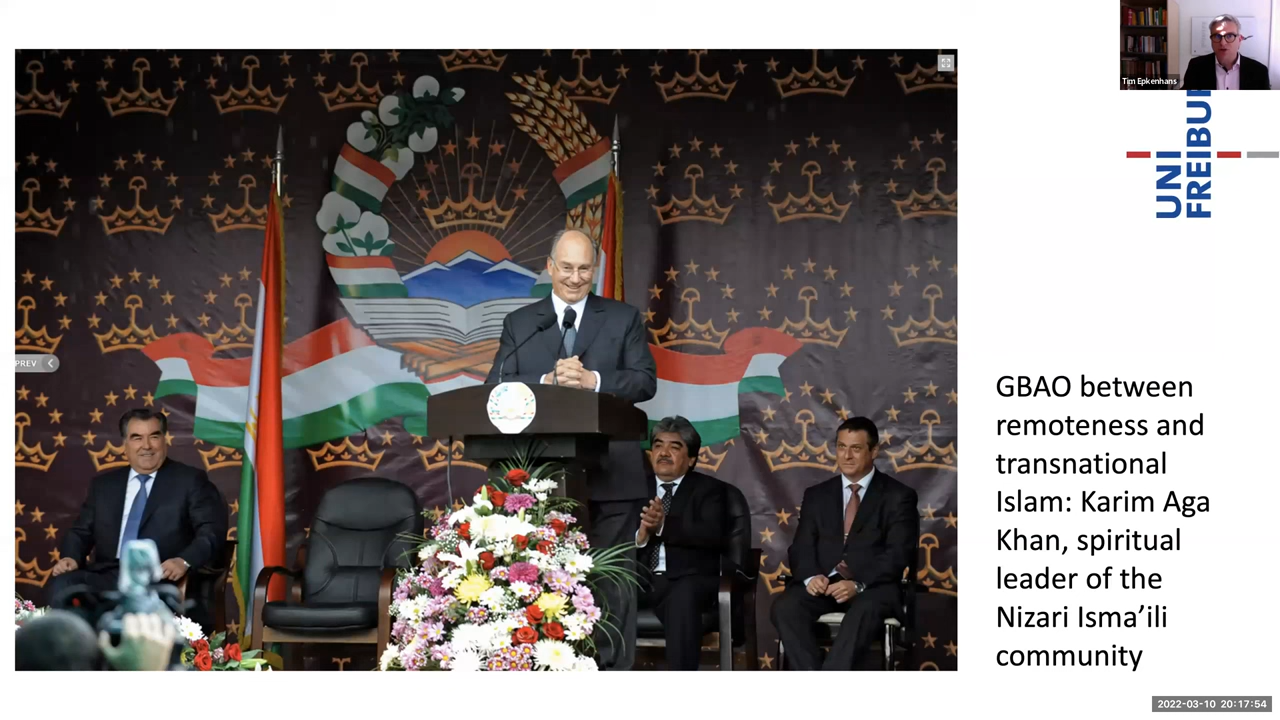 Tim Epkenhans
UNI
FREIBUR
PREV
GBAO between
remoteness and
transnational
Islam: Karim Aga
Khan, spiritual
leader of the
Nizari Isma’ili
community
2022-03-10 20:17:54